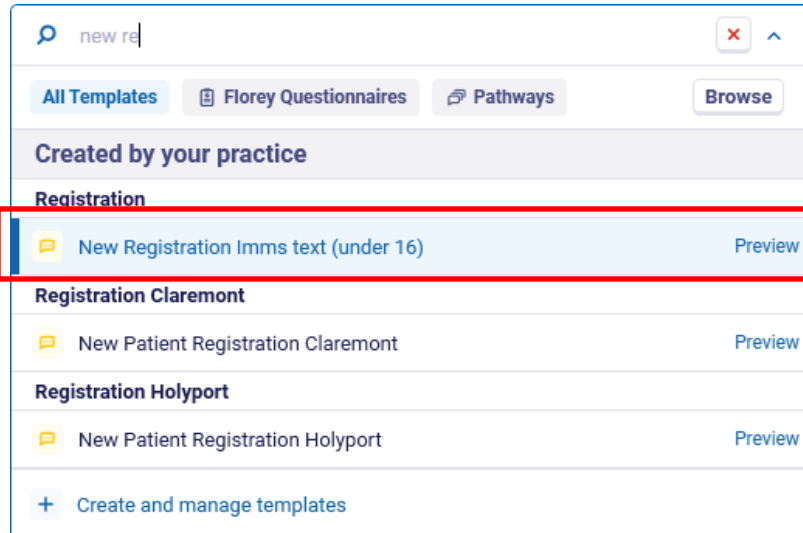 new re
All Templates Florey Questionnaires Pathways Browse
Created by your practice
Registration
New Registration Imms text (under 16) Preview
Registration Claremont
New Patient Registration Claremont Preview
Registration Holyport
New Patient Registration Holyport Preview
+ Create and manage templates